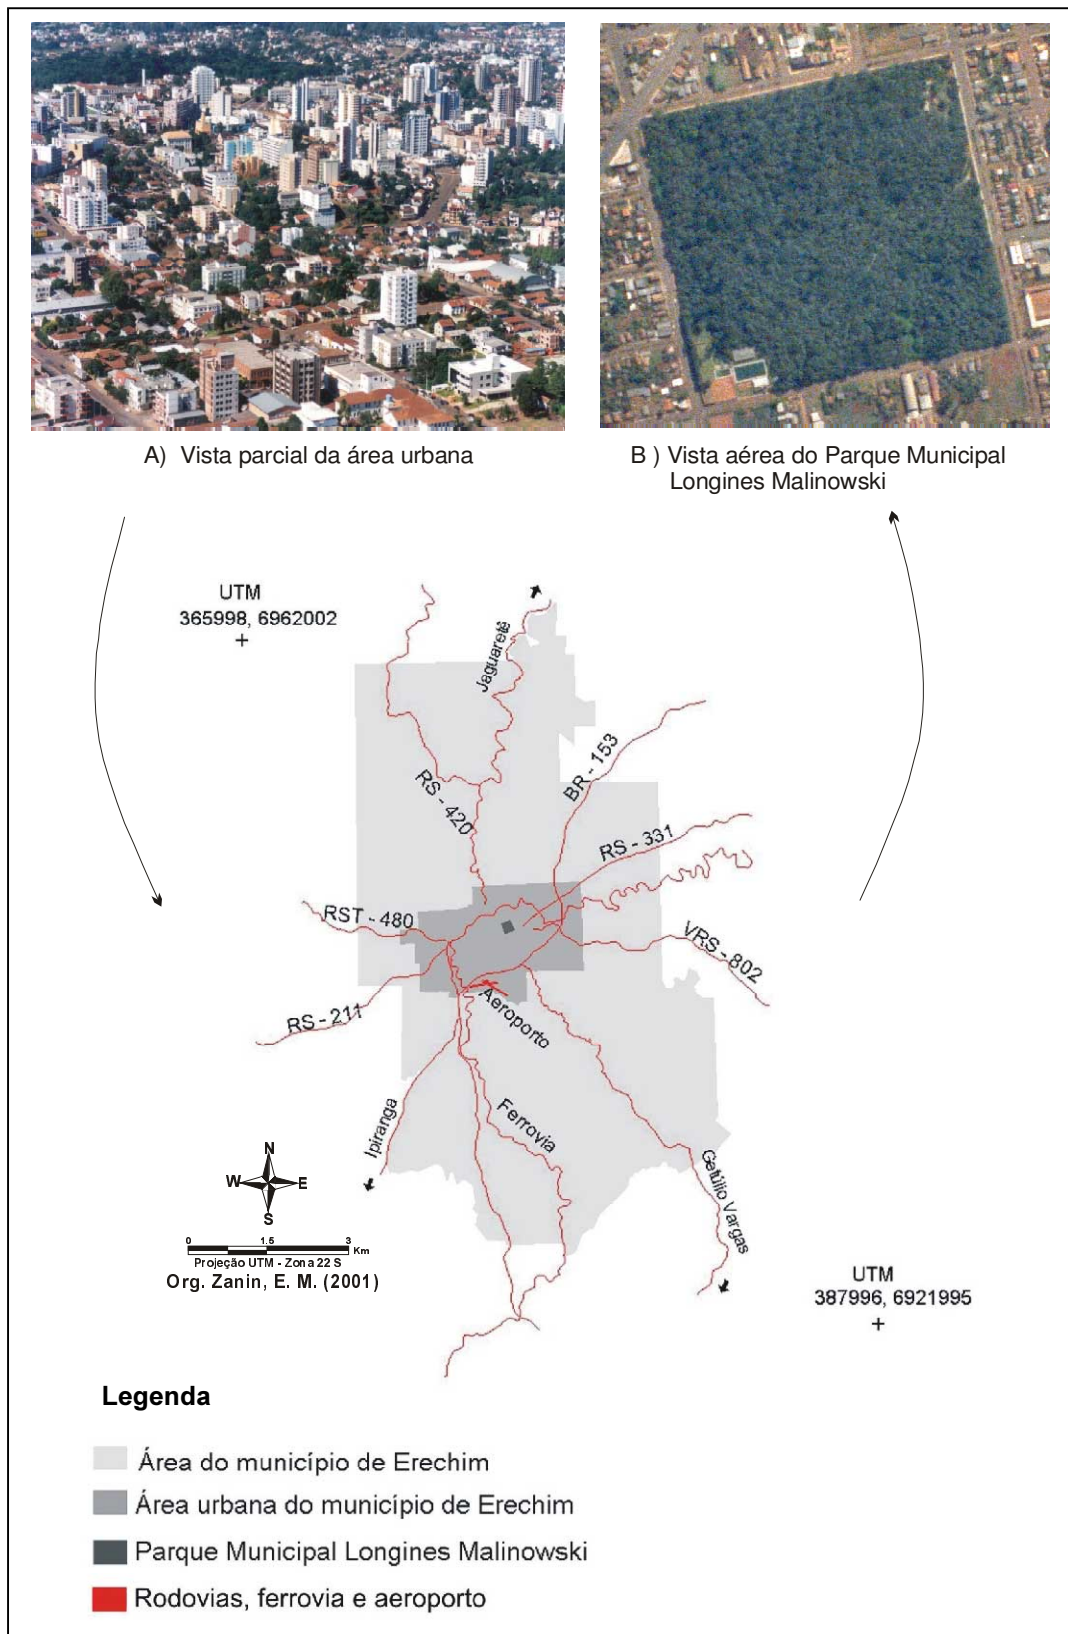 A) Vista parcial da área urbana
B ) Vista aérea do Parque Municipal
Longines Malinowski
UTM
365998, 6962002
Jaguaretê
BR - 153
RS - 420
RS - 331
RST - 480
VRS - 802
RS - 211
Aeroporto
Ipiranga
Ferrovia
Getúlio Vargas
N
W
E
S
0 1.5 3
Km
Projeção UTM - Zona 22 S
Org. Zanin, E. M. (2001)
UTM
387996, 6921995
Legenda
Área do município de Erechim
Área urbana do município de Erechim
Parque Municipal Longines Malinowski
Rodovias, ferrovia e aeroporto